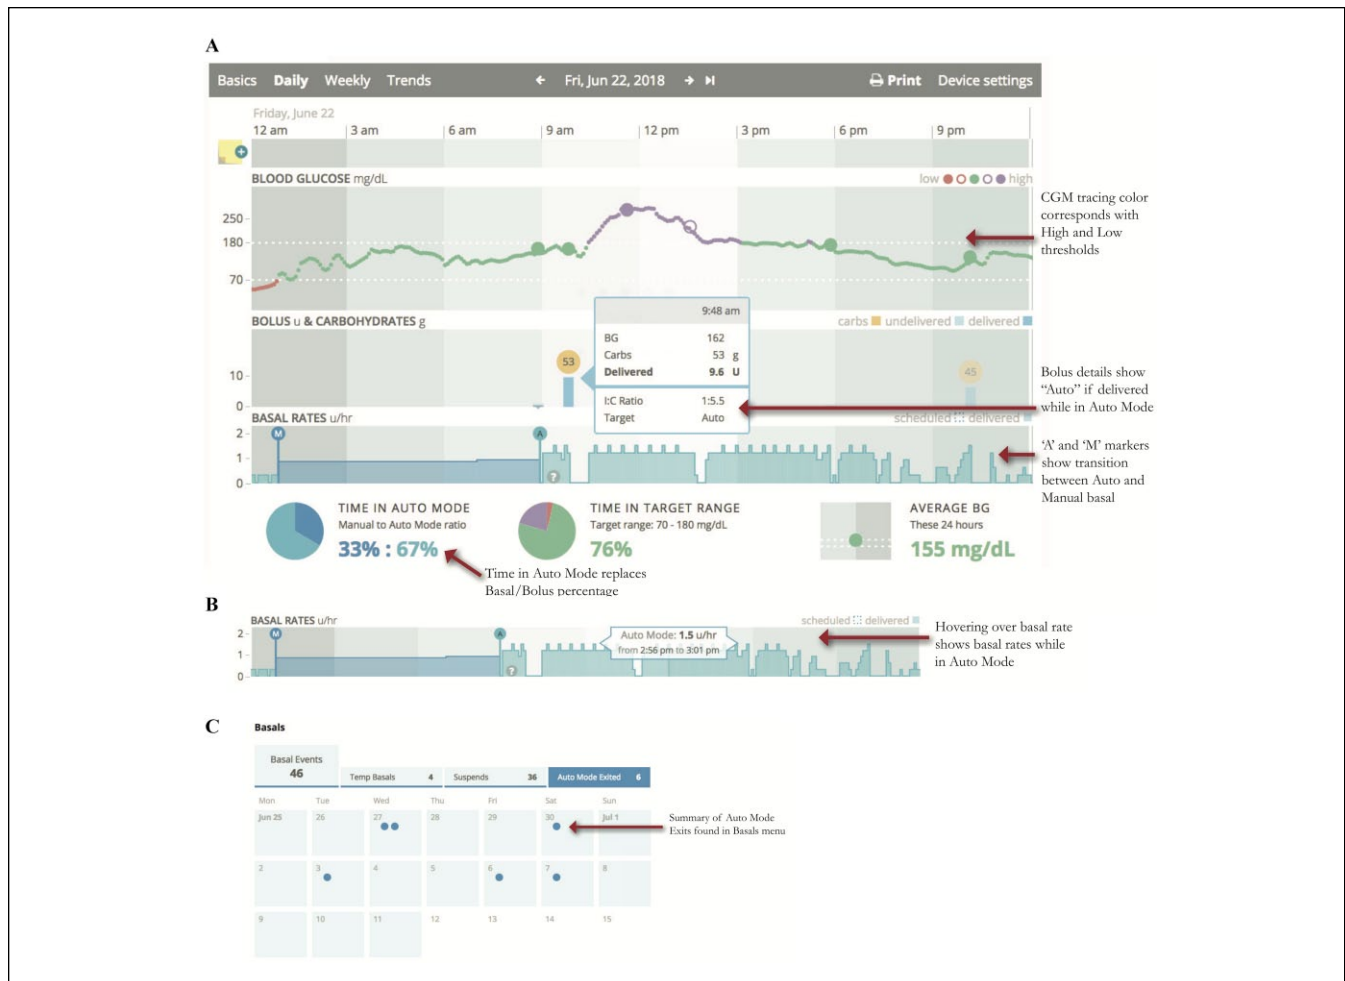 A
Basics Daily Weekly Trends Fri, Jun 22, 2018 Print Device settings
Friday, June 22
12 am 3 am 6 am 9 am 12 pm 3 pm 6 pm 9 pm
BLOOD GLUCOSE mg/dL low high
250
180
70
CGM tracing color
corresponds with
High and Low
thresholds
BOLUS u & CARBOHYDRATES g carbs undelivered delivered
10
0
53
45
9:48 am
BG 162
Carbs 53 g
Delivered 9.6 U
I:C Ratio 1:5.5
Target Auto
Bolus details show
“Auto” if delivered
while in Auto Mode
BASAL RATES u/hr scheduled delivered
2
1
0
M
A
?
‘A’ and ‘M’ markers
show transition
between Auto and
Manual basal
TIME IN AUTO MODE
Manual to Auto Mode ratio
33% : 67%
TIME IN TARGET RANGE
Target range: 70 - 180 mg/dL
76%
AVERAGE BG
These 24 hours
155 mg/dL
Time in Auto Mode replaces
Basal/Bolus percentage
B
BASAL RATES u/hr scheduled delivered
2
1
0
M
A
?
Auto Mode: 1.5 u/hr
from 2:56 pm to 3:01 pm
Hovering over basal rate
shows basal rates while
in Auto Mode
C
Basals
Basal Events
46
Temp Basals 4 Suspends 36 Auto Mode Exited 6
Mon Tue Wed Thu Fri Sat Sun
Jun 25 26 27 28 29 30 Jul 1
Summary of Auto Mode
Exits found in Basals menu
2 3 4 5 6 7 8
9 10 11 12 13 14 15